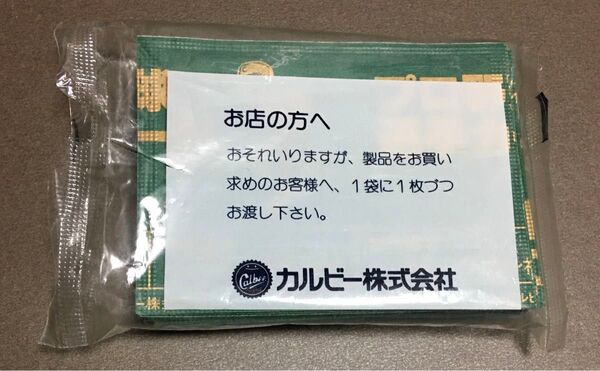 お店の方へ
おそれいりますが、製品をお買い
求めのお客様へ、1袋に1枚づつ
お渡し下さい。
Calbee カルビー株式会社